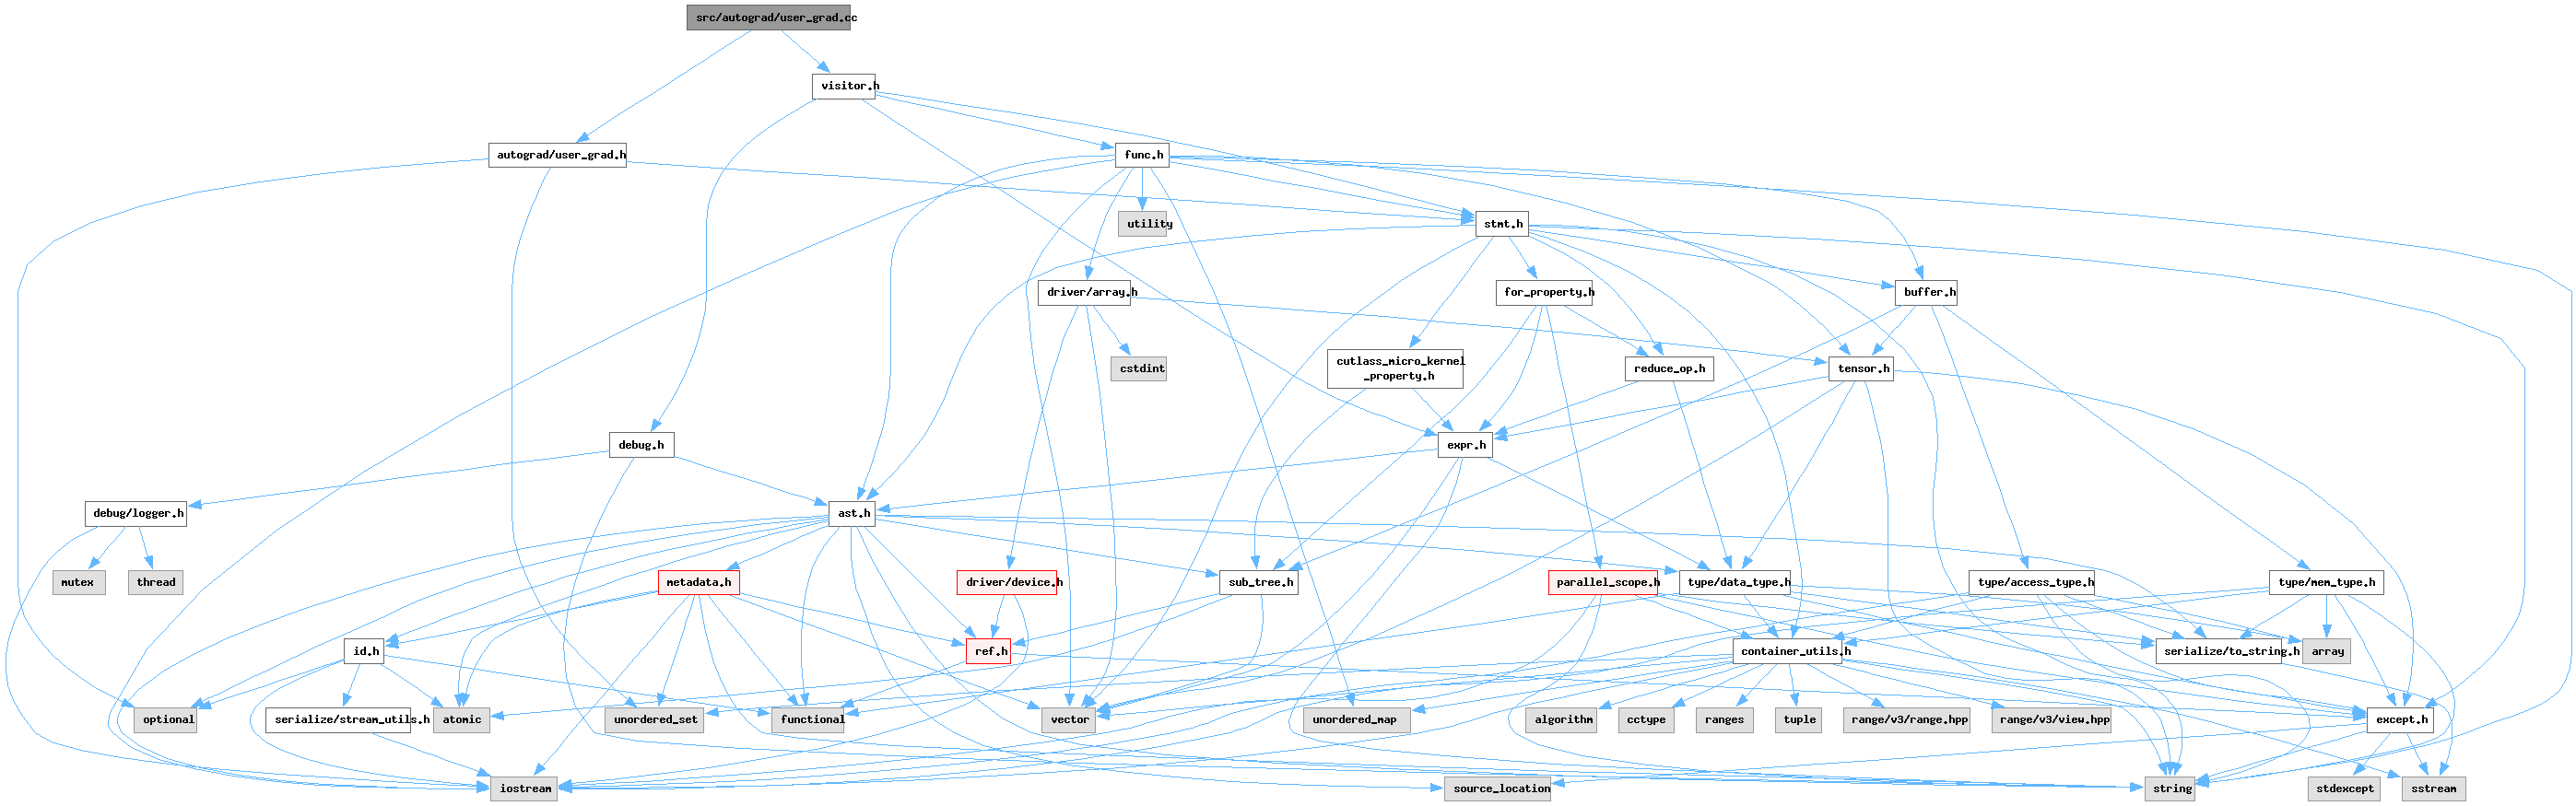 src/autograd/user_grad.cc
visitor.h
autograd/user_grad.h
func.h
utility
stmt.h
driver/array.h
for_property.h
buffer.h
cstdint
cutlass_micro_kernel
_property.h
reduce_op.h
tensor.h
debug.h
expr.h
debug/logger.h
ast.h
mutex
thread
metadata.h
driver/device.h
sub_tree.h
parallel_scope.h
type/data_type.h
type/access_type.h
type/mem_type.h
id.h
ref.h
container_utils.h
serialize/to_string.h
array
optional
serialize/stream_utils.h
atomic
unordered_set
functional
vector
unordered_map
algorithm
cctype
ranges
tuple
range/v3/range.hpp
range/v3/view.hpp
except.h
iostream
source_location
string
stdexcept
sstream